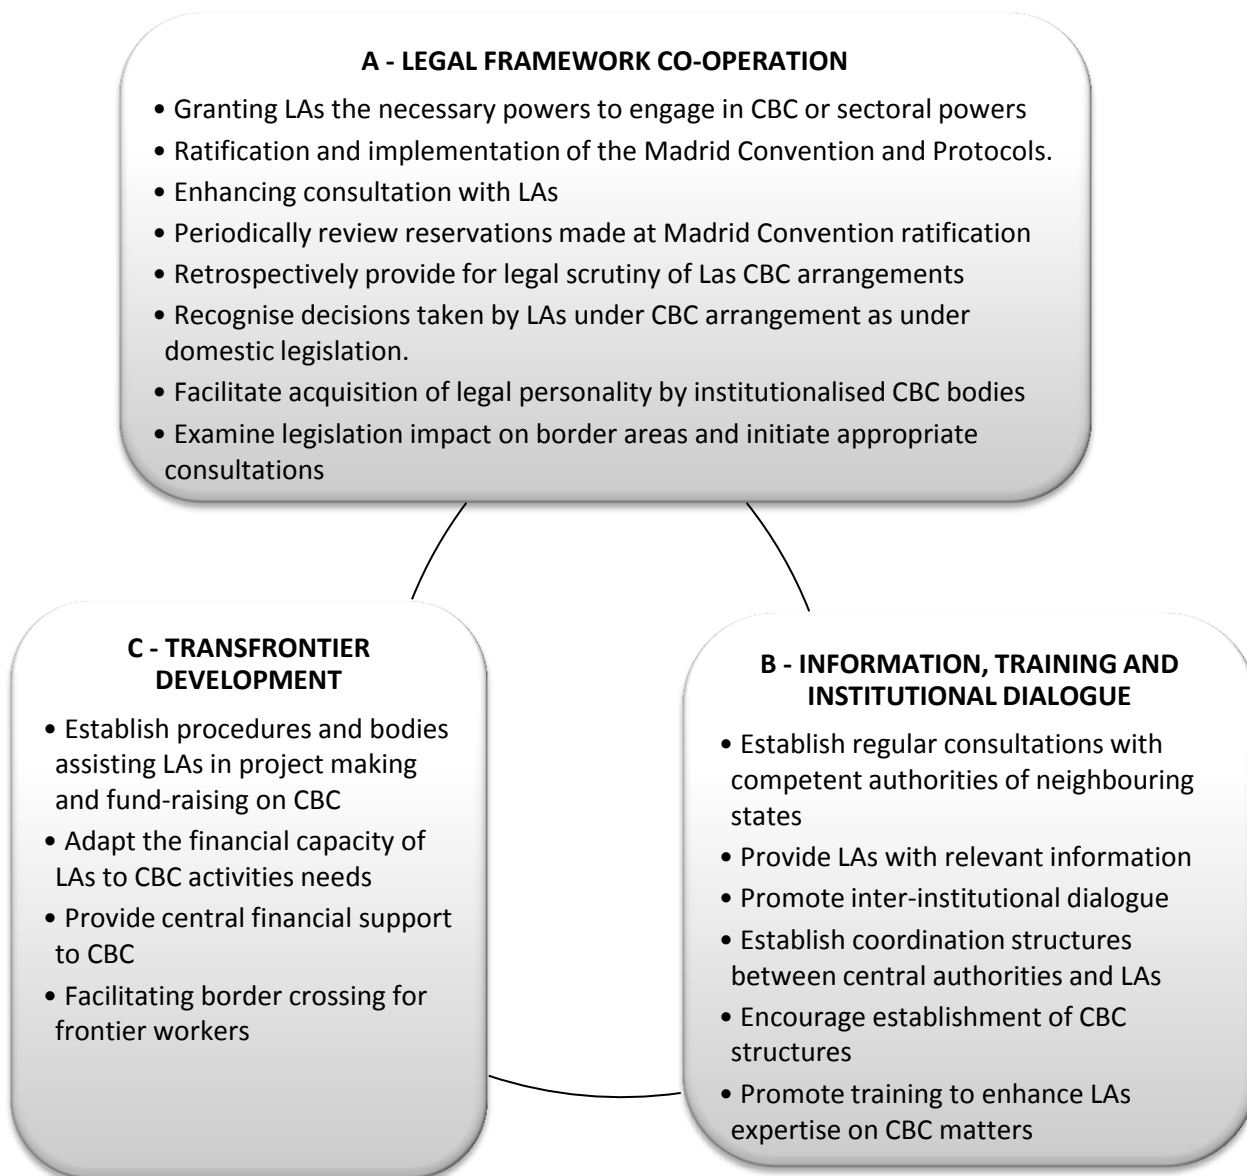 A - LEGAL FRAMEWORK CO-OPERATION
• Granting LAs the necessary powers to engage in CBC or sectoral powers
• Ratification and implementation of the Madrid Convention and Protocols.
• Enhancing consultation with LAs
• Periodically review reservations made at Madrid Convention ratification
• Retrospectively provide for legal scrutiny of Las CBC arrangements
• Recognise decisions taken by LAs under CBC arrangement as under
domestic legislation.
• Facilitate acquisition of legal personality by institutionalised CBC bodies
• Examine legislation impact on border areas and initiate appropriate
consultations
C - TRANSFRONTIER
DEVELOPMENT
• Establish procedures and bodies
assisting LAs in project making
and fund-raising on CBC
• Adapt the financial capacity of
LAs to CBC activities needs
• Provide central financial support
to CBC
• Facilitating border crossing for
frontier workers
B - INFORMATION, TRAINING AND
INSTITUTIONAL DIALOGUE
• Establish regular consultations with
competent authorities of neighbouring
states
• Provide LAs with relevant information
• Promote inter-institutional dialogue
• Establish coordination structures
between central authorities and LAs
• Encourage establishment of CBC
structures
• Promote training to enhance LAs
expertise on CBC matters